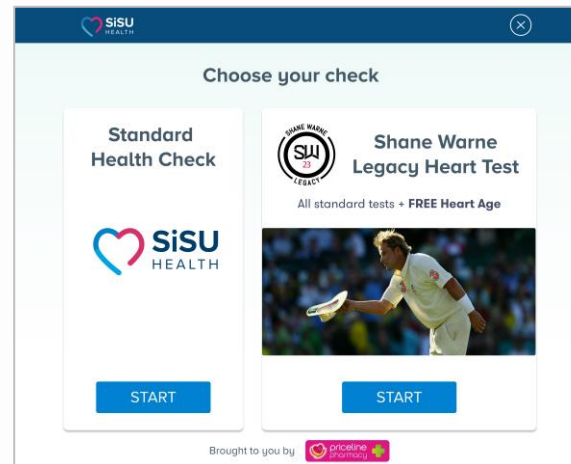 SiSU
HEALTH
Choose your check
Standard
Health Check
SiSU
HEALTH
START
SHANE WARNE
SW
23
LEGACY
Shane Warne
Legacy Heart Test
All standard tests + FREE Heart Age
START
Brought to you by
priceline
pharmacy